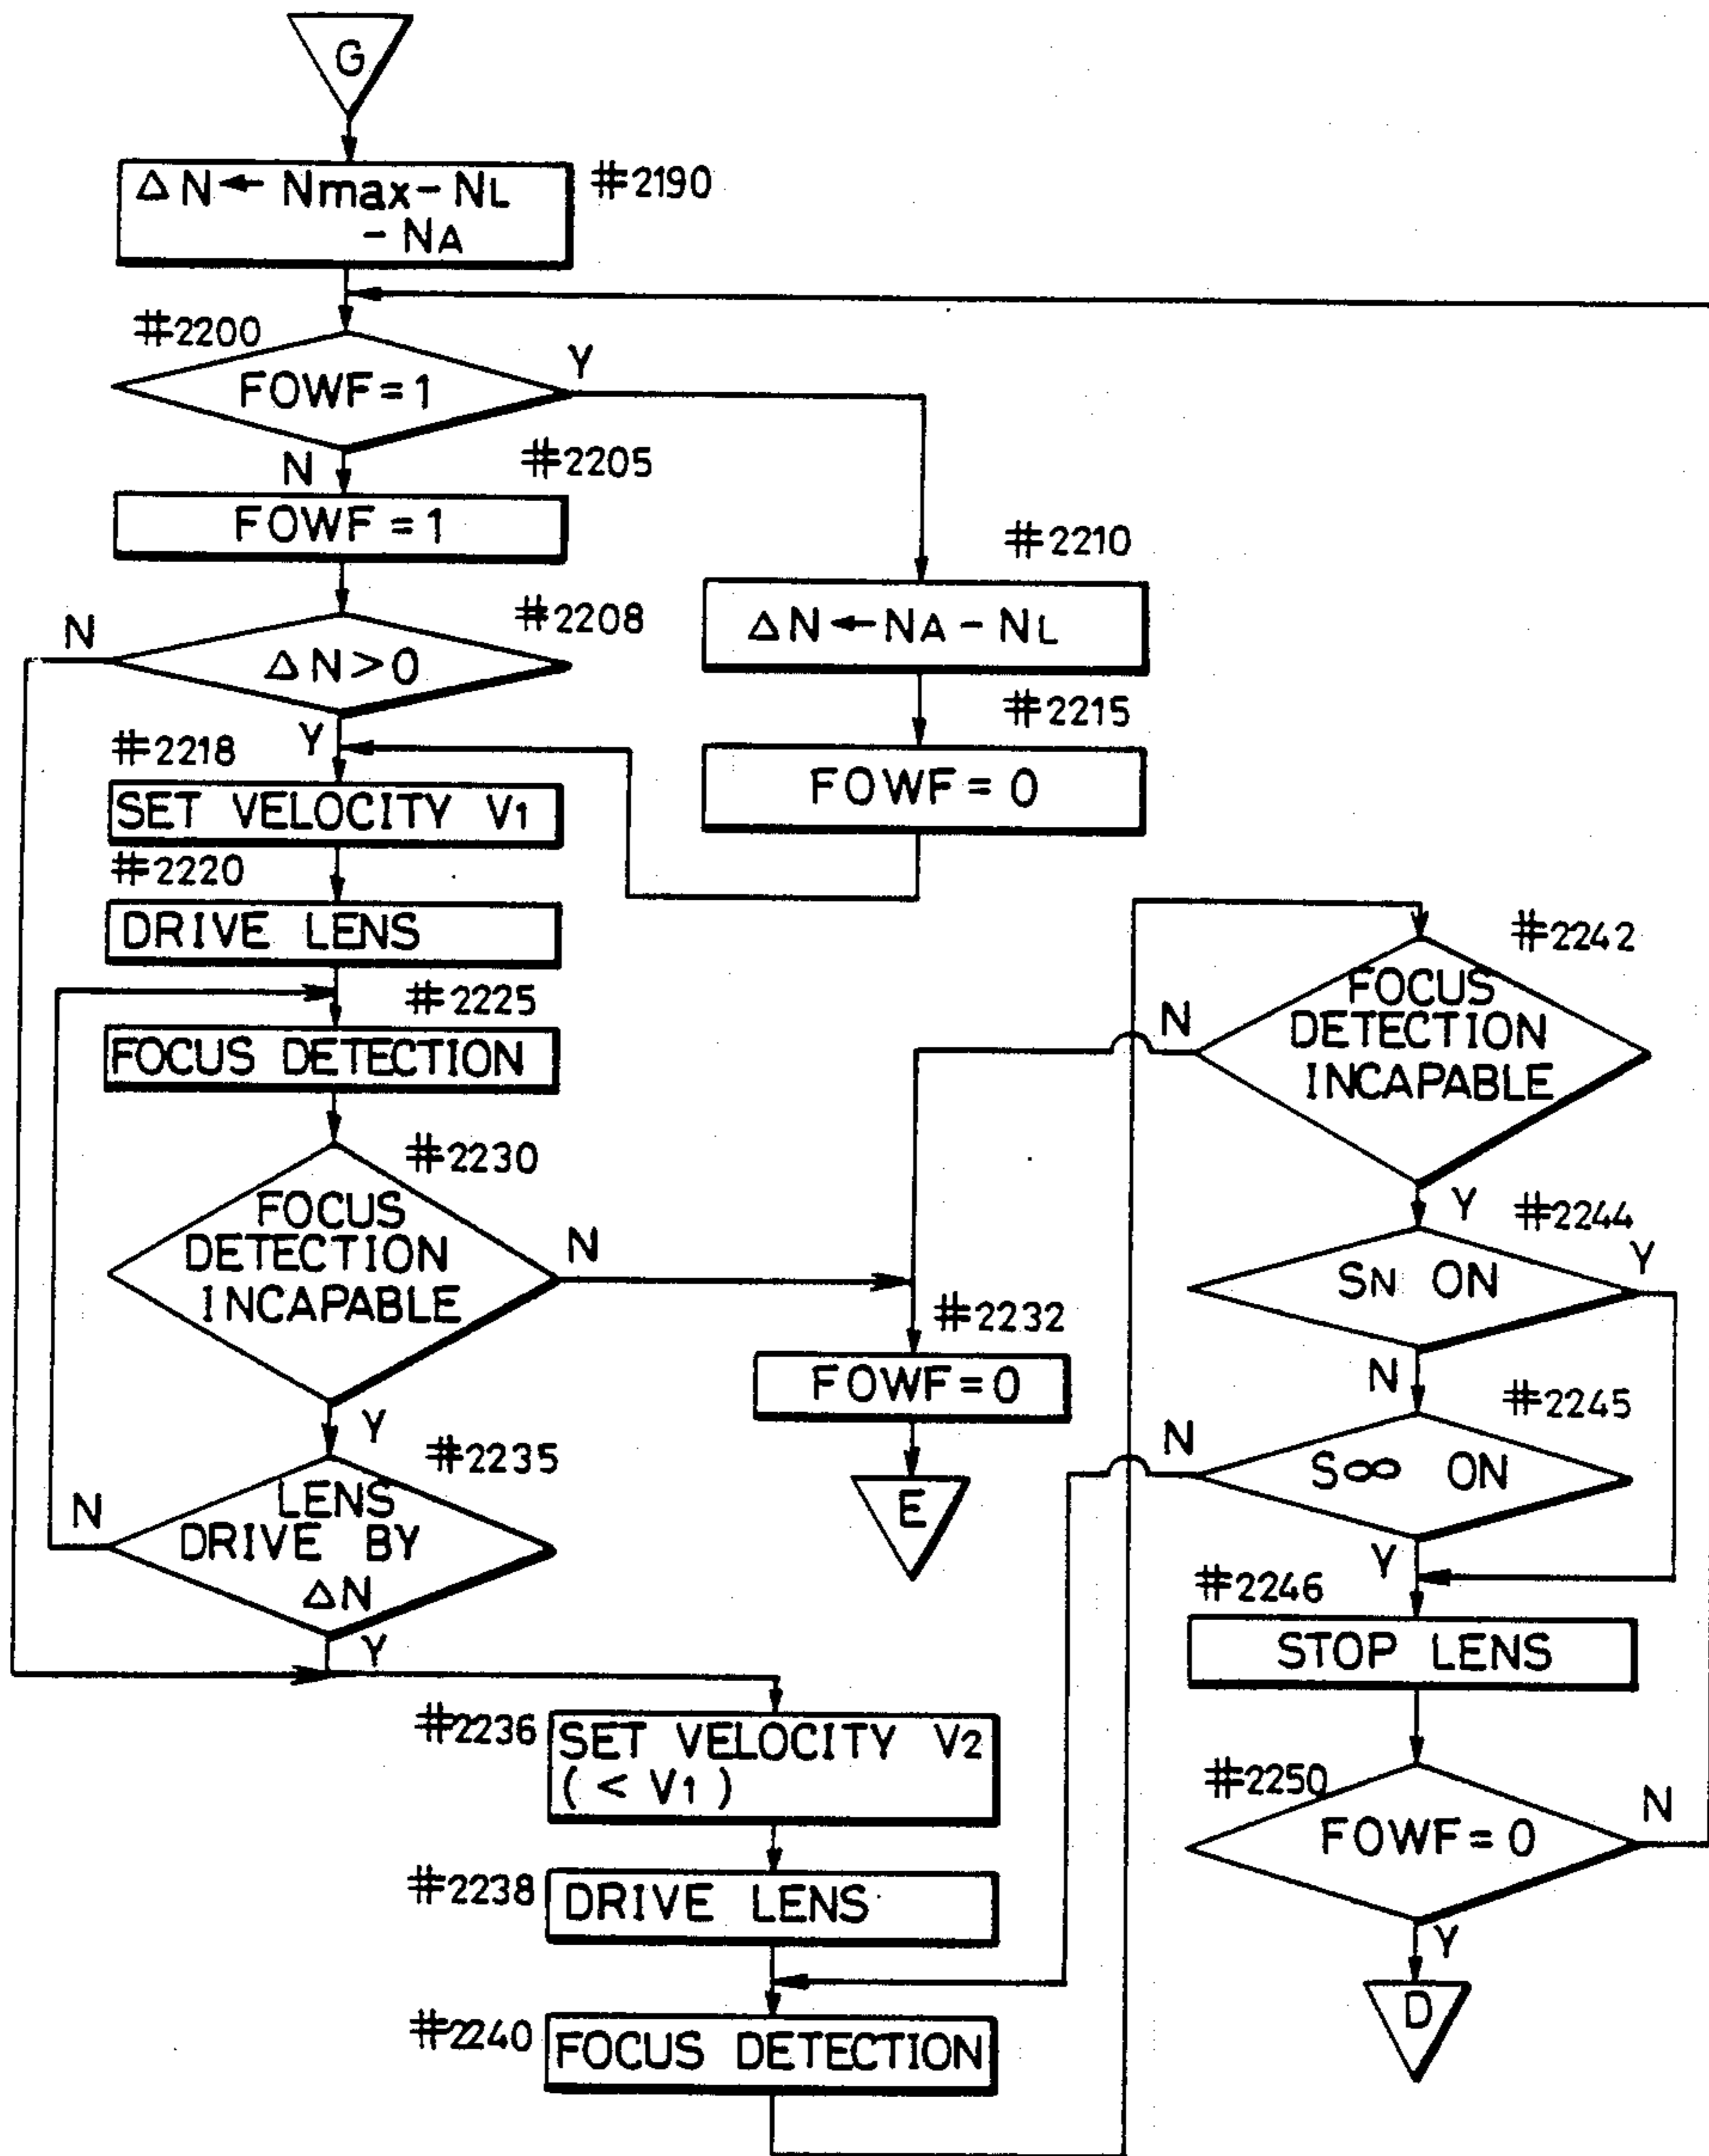 G
ΔN ← Nmax - NL
- NA
#2190
#2200
FOWF = 1
Y
N
#2205
FOWF = 1
#2210
ΔN ← NA - NL
N
#2208
ΔN > 0
Y
#2215
FOWF = 0
#2218
SET VELOCITY V1
#2220
DRIVE LENS
#2225
FOCUS DETECTION
#2230
FOCUS
DETECTION
INCAPABLE
N
Y
#2232
FOWF = 0
E
#2235
N
LENS
DRIVE BY
ΔN
Y
#2236
SET VELOCITY V2
( < V1 )
#2238
DRIVE LENS
#2240
FOCUS DETECTION
#2242
FOCUS
DETECTION
INCAPABLE
N
Y
#2244
SN ON
Y
N
#2245
S∞ ON
N
Y
#2246
STOP LENS
#2250
FOWF = 0
N
Y
D